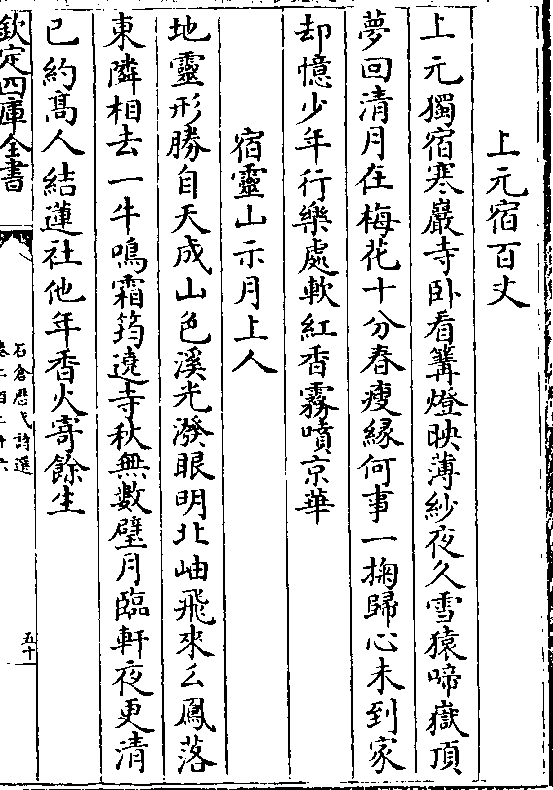 上元宿百丈
上元獨宿寒巖寺卧看篝燈映薄紗夜久雪猿啼嶽頂
夢回清月在梅花十分春瘦縁何事一掬歸心未到家
却憶少年行樂處軟紅香霧噴京華
宿靈山示月上人
地靈形勝自天成山色溪光潑眼明北岫飛來么鳳落
東隣相去一牛鳴霜筠遶寺秋無數璧月臨軒夜更清
已約髙人結蓮社他年香火寄餘生
欽定四庫全書
石倉歴代詩選
卷二百二十六
五十一